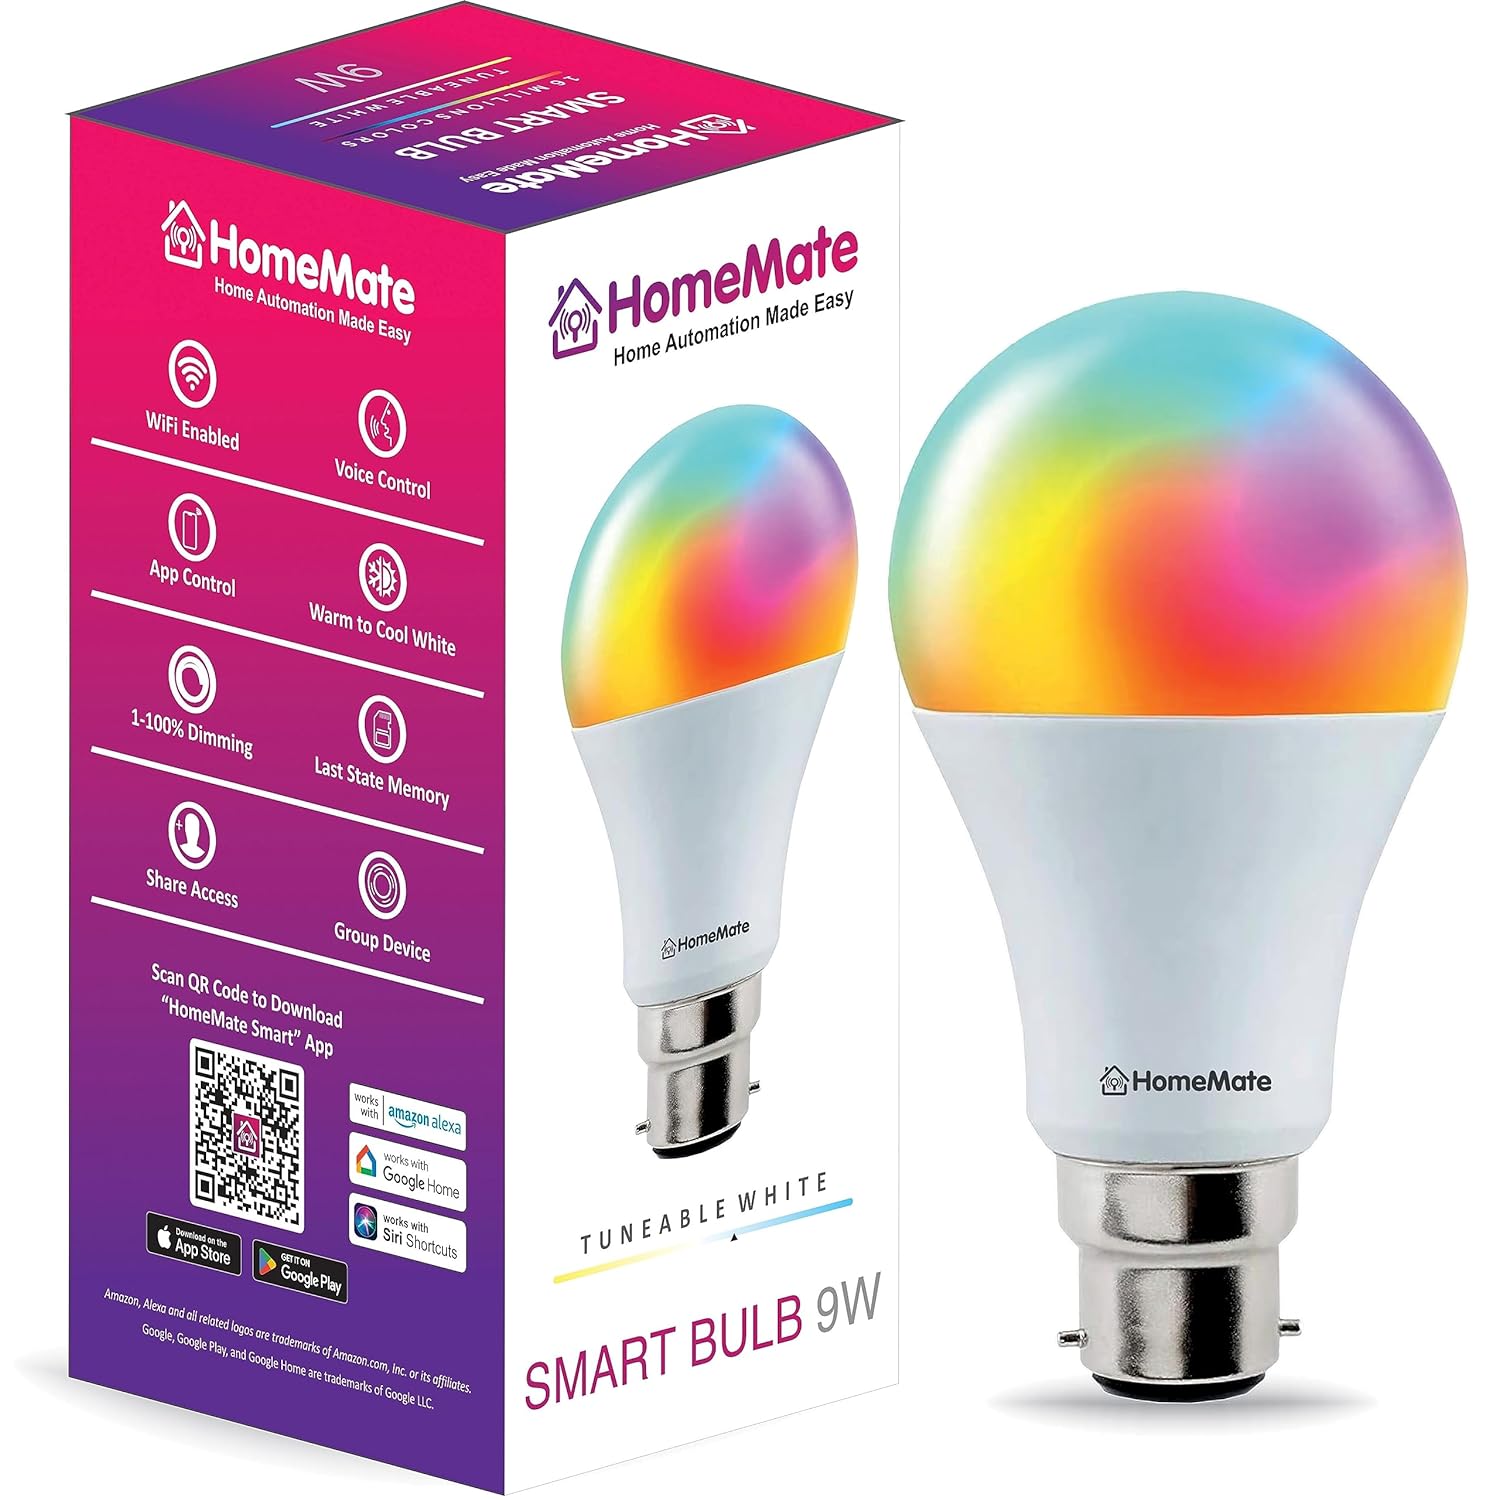 HomeMate
Home Automation Made Easy
SMART BULB
16 MILLIONS COLORS
TUNEABLE WHITE
9W
HomeMate
Home Automation Made Easy
WiFi Enabled
Voice Control
App Control
Warm to Cool White
1-100% Dimming
Last State Memory
Share Access
Group Device
Scan QR Code to Download
“HomeMate Smart” App
works with amazon alexa
works with
Google Home
works with
Siri Shortcuts
Download on the
App Store
GET IT ON
Google Play
Amazon, Alexa and all related logos are trademarks of Amazon.com, Inc. or its affiliates.
Google, Google Play, and Google Home are trademarks of Google LLC.
HomeMate
Home Automation Made Easy
HomeMate
TUNEABLE WHITE
SMART BULB 9W
HomeMate